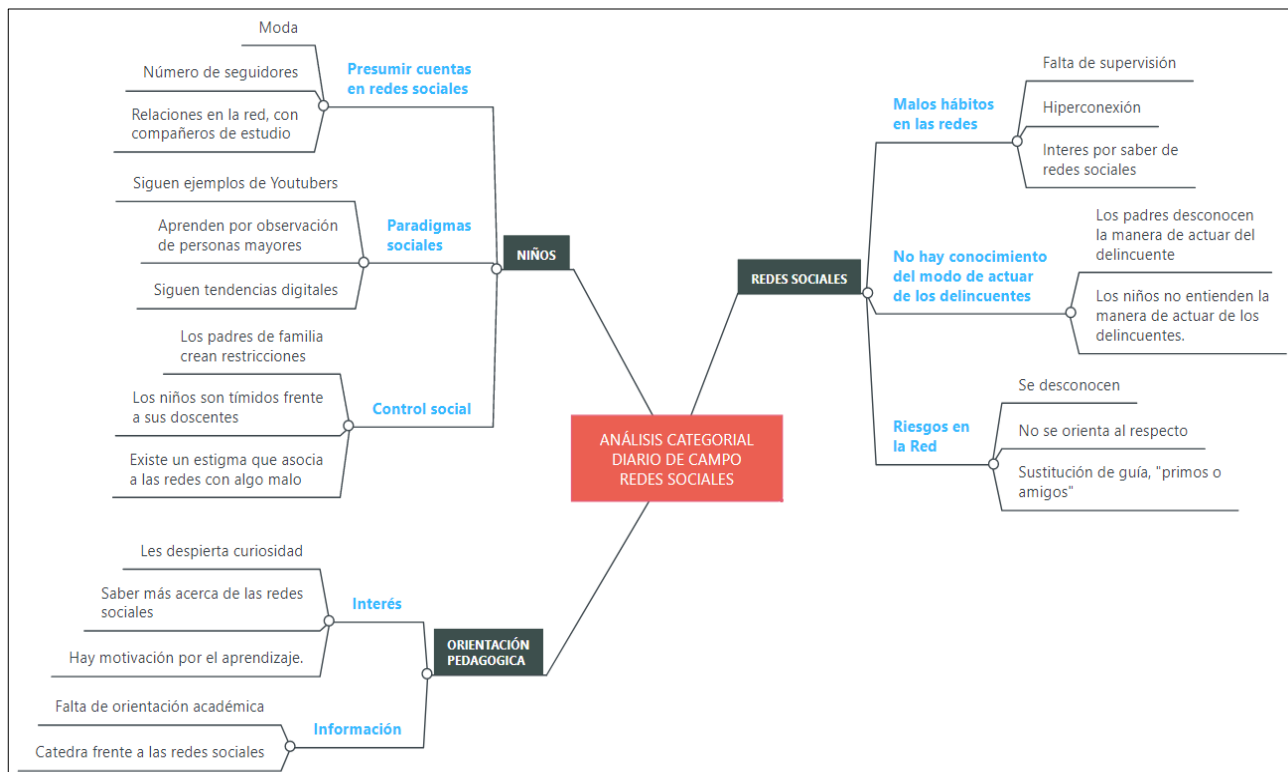 ANÁLISIS CATEGORIAL
DIARIO DE CAMPO
REDES SOCIALES
NIÑOS
Presumir cuentas
en redes sociales
Moda
Número de seguidores
Relaciones en la red, con
compañeros de estudio
Paradigmas
sociales
Siguen ejemplos de Youtubers
Aprenden por observación
de personas mayores
Siguen tendencias digitales
Control social
Los padres de familia
crean restricciones
Los niños son tímidos frente
a sus doscentes
Existe un estigma que asocia
a las redes con algo malo
ORIENTACIÓN
PEDAGOGICA
Interés
Les despierta curiosidad
Saber más acerca de las redes
sociales
Hay motivación por el aprendizaje.
Información
Falta de orientación académica
Catedra frente a las redes sociales
REDES SOCIALES
Malos hábitos
en las redes
Falta de supervisión
Hiperconexión
Interes por saber de
redes sociales
No hay conocimiento
del modo de actuar
de los delincuentes
Los padres desconocen
la manera de actuar del
delincuente
Los niños no entienden la
manera de actuar de los
delincuentes.
Riesgos en
la Red
Se desconocen
No se orienta al respecto
Sustitución de guía, "primos o
amigos"